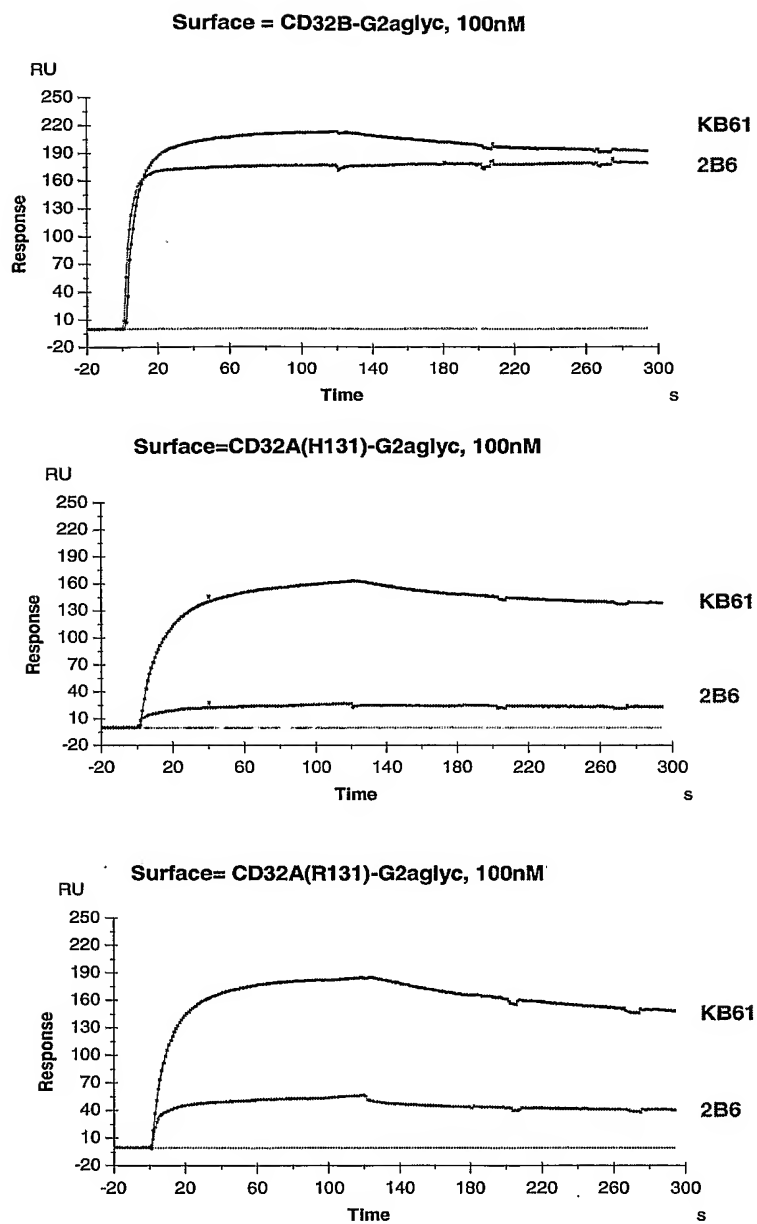 Surface = CD32B-G2aglyc, 100nM
RU
250
220
190
160
130
100
70
40
10
-20
Response
KB61
2B6
-20 20 60 100 140 180 220 260 300
Time s
Surface=CD32A(H131)-G2aglyc, 100nM
RU
250
220
190
160
130
100
70
40
10
-20
Response
KB61
2B6
-20 20 60 100 140 180 220 260 300
Time s
Surface= CD32A(R131)-G2aglyc, 100nM
RU
250
220
190
160
130
100
70
40
10
-20
Response
KB61
2B6
-20 20 60 100 140 180 220 260 300
Time s